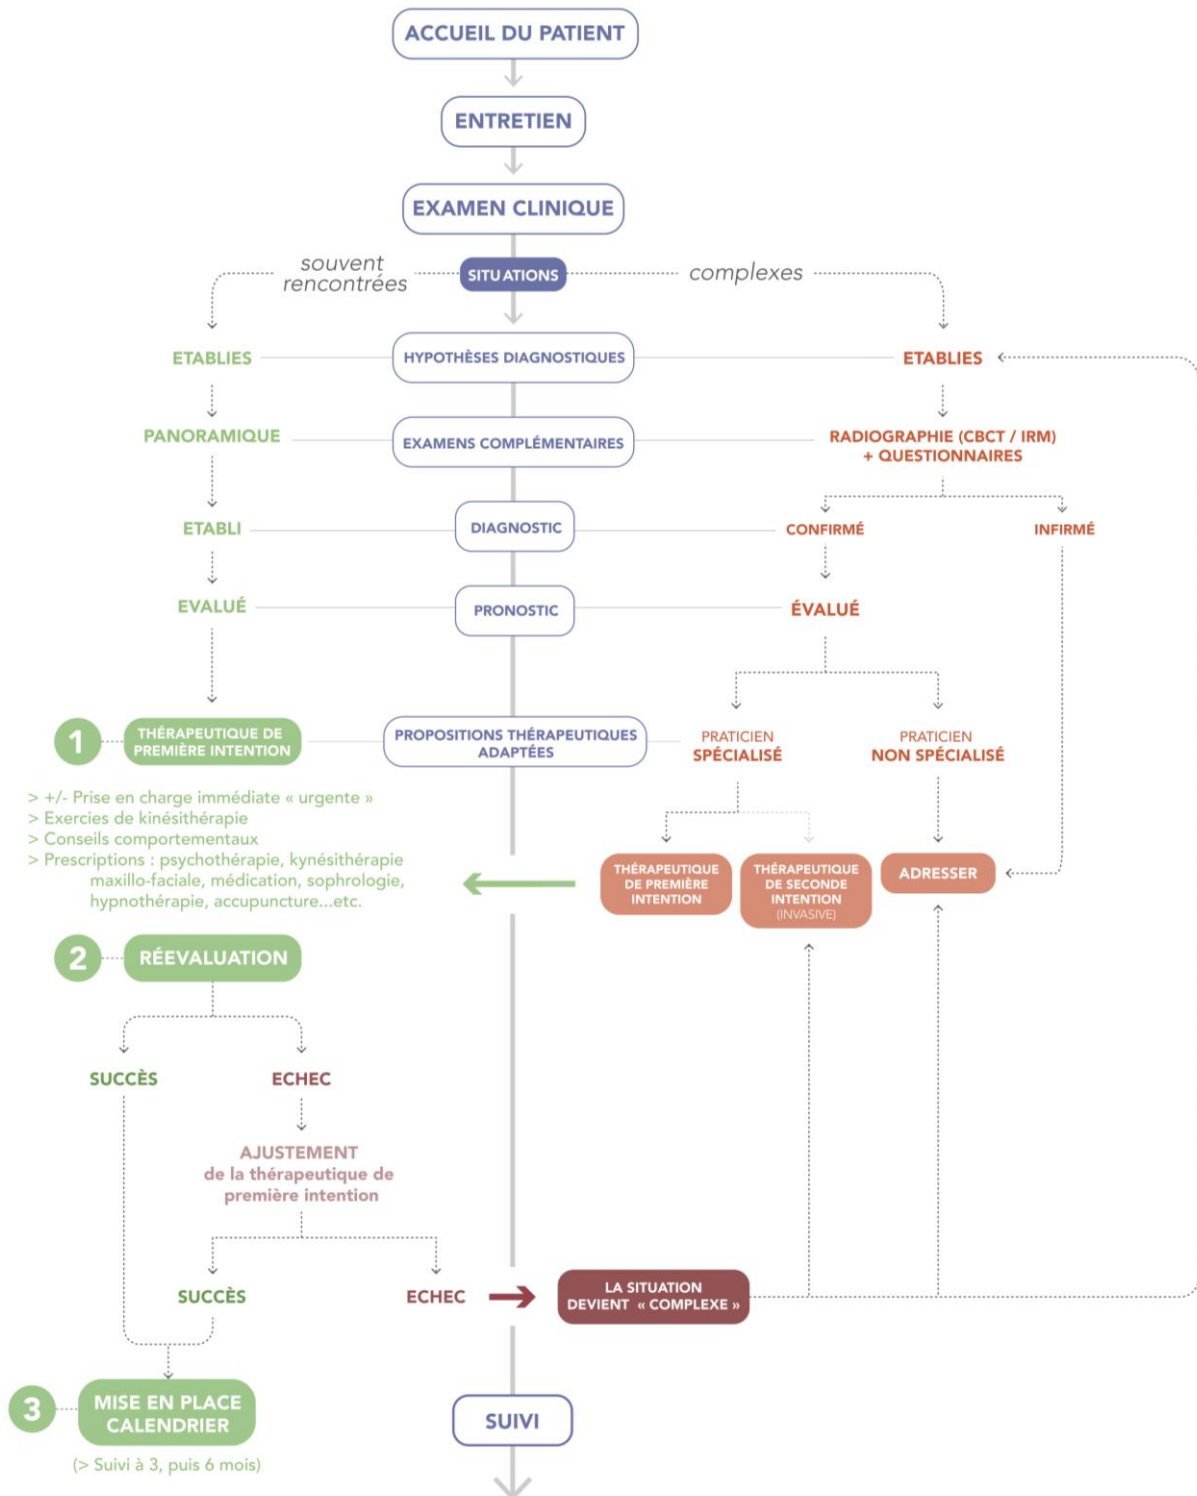 ACCUEIL DU PATIENT
ENTRETIEN
EXAMEN CLINIQUE
souvent
rencontrées
SITUATIONS
complexes
ETABLIES
HYPOTHÈSES DIAGNOSTIQUES
ETABLIES
PANORAMIQUE
EXAMENS COMPLÉMENTAIRES
RADIOGRAPHIE (CBCT / IRM)
+ QUESTIONNAIRES
ETABLI
DIAGNOSTIC
CONFIRMÉ
INFIRMÉ
EVALUÉ
PRONOSTIC
ÉVALUÉ
1
THÉRAPEUTIQUE DE
PREMIÈRE INTENTION
PROPOSITIONS THÉRAPEUTIQUES
ADAPTÉES
PRATICIEN
SPÉCIALISÉ
PRATICIEN
NON SPÉCIALISÉ
> +/- Prise en charge immédiate « urgente »
> Exercies de kinésithérapie
> Conseils comportementaux
> Prescriptions : psychothérapie, kynésithérapie
maxillo-faciale, médication, sophrologie,
hypnothérapie, accupuncture...etc.
THÉRAPEUTIQUE
DE PREMIÈRE
INTENTION
THÉRAPEUTIQUE
DE SECONDE
INTENTION
(INVASIVE)
ADRESSER
2
RÉEVALUATION
SUCCÈS
ECHEC
AJUSTEMENT
de la thérapeutique de
première intention
SUCCÈS
ECHEC
LA SITUATION
DEVIENT « COMPLEXE »
3
MISE EN PLACE
CALENDRIER
(> Suivi à 3, puis 6 mois)
SUIVI